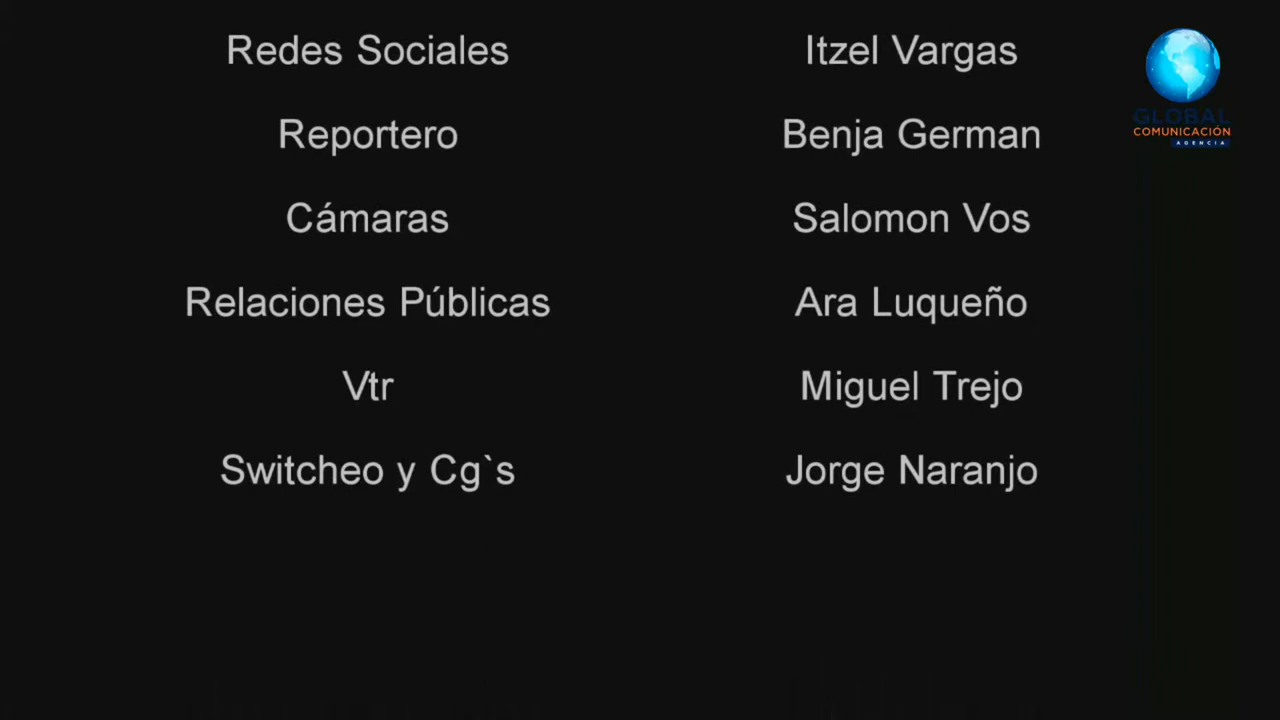 Redes Sociales Itzel Vargas
Reportero Benja German
Cámaras Salomon Vos
Relaciones Públicas Ara Luqueño
Vtr Miguel Trejo
Switcheo y Cg`s Jorge Naranjo
GLOBAL
COMUNICACIÓN
AGENCIA